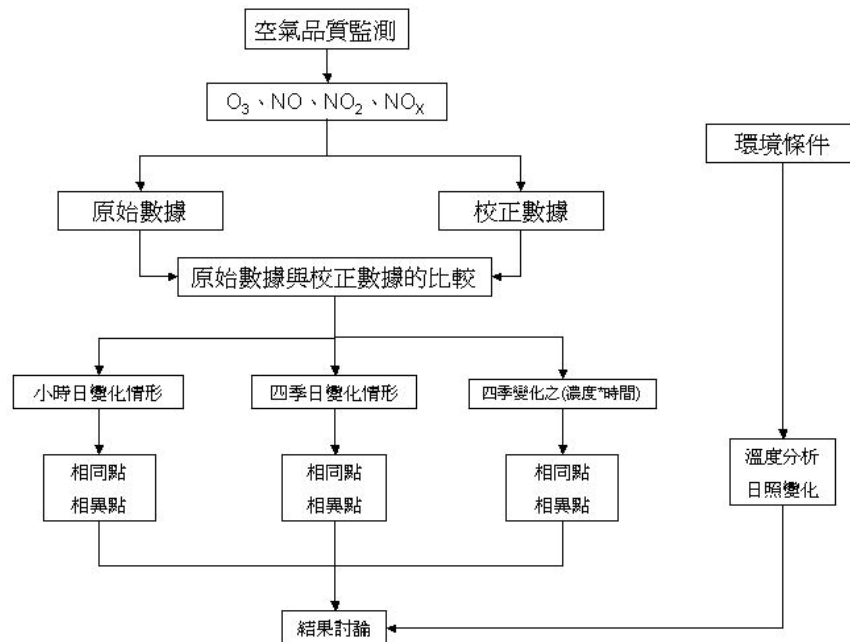 空氣品質監測
O₃、NO、NO₂、NOₓ
環境條件
原始數據
校正數據
原始數據與校正數據的比較
小時日變化情形
四季日變化情形
四季變化之(濃度*時間)
相同點
相異點
相同點
相異點
相同點
相異點
溫度分析
日照變化
結果討論